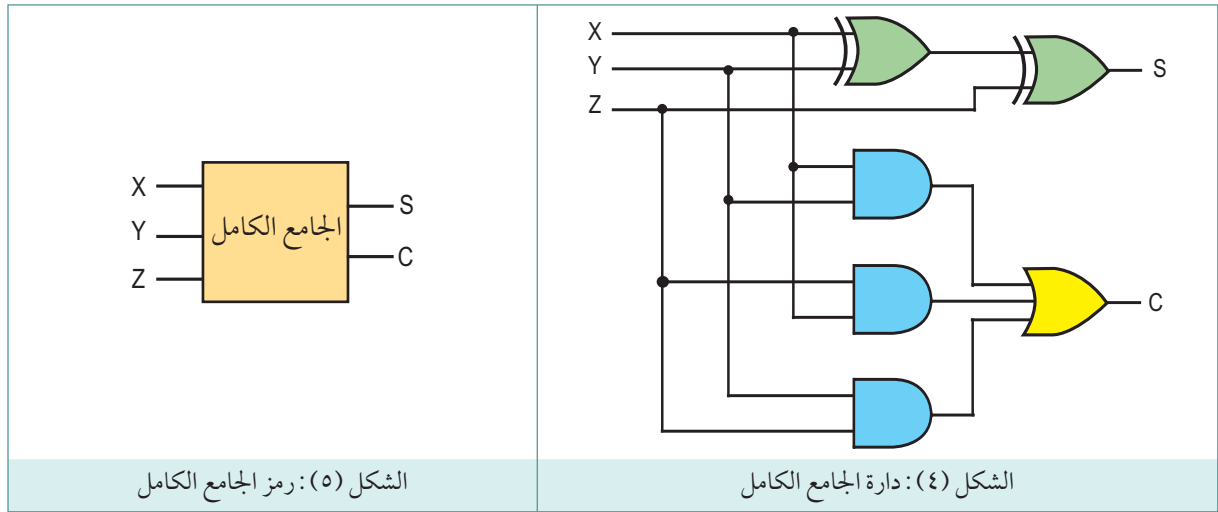 X
Y
Z
S
C
الشكل (٤): دارة الجامع الكامل
X
Y
Z
الجامع الكامل
S
C
الشكل (٥): رمز الجامع الكامل